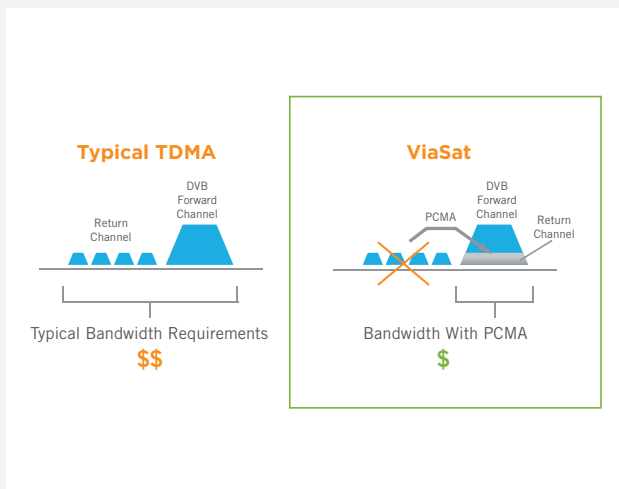 Typical TDMA
DVB
Forward
Channel
Return
Channel
Typical Bandwidth Requirements
$$
ViaSat
DVB
Forward
Channel
PCMA
Return
Channel
Bandwidth With PCMA
$